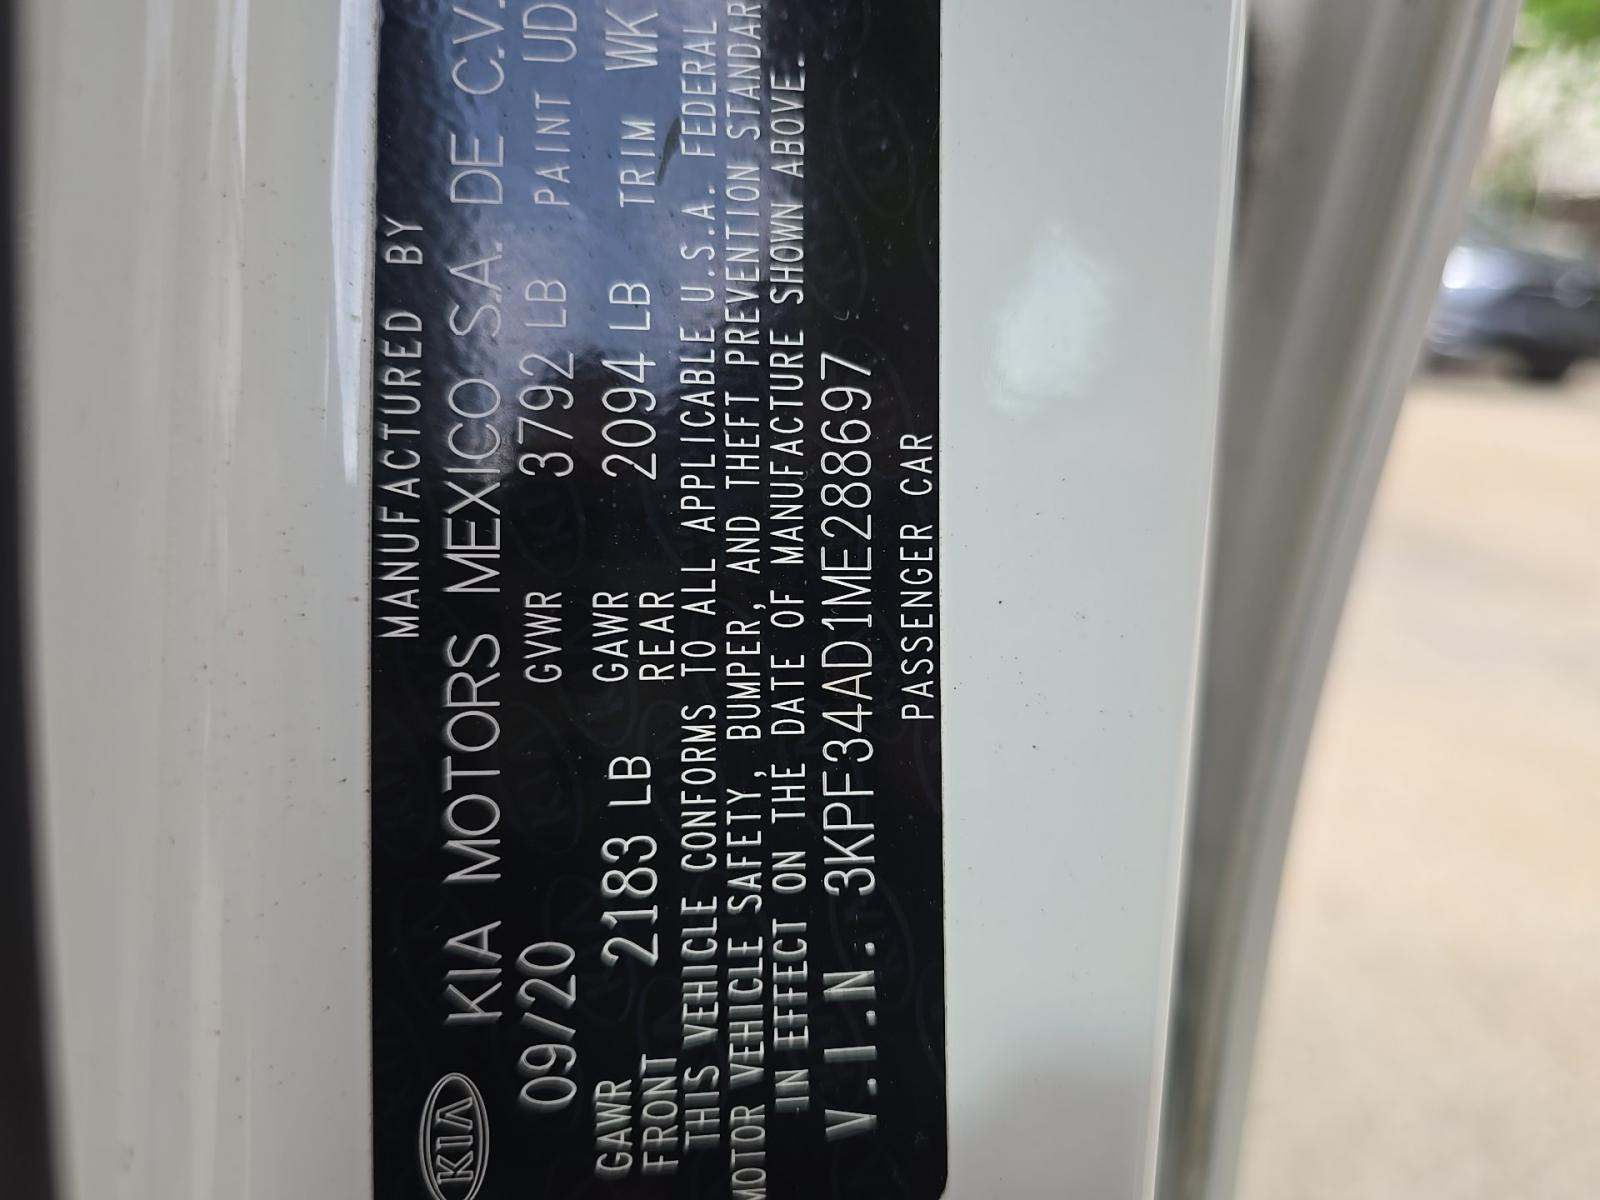 KIA
MANUFACTURED BY
KIA MOTORS MEXICO S.A. DE C.V.
09/20 GVWR 3792 LB PAINT UD
GAWR FRONT 2183 LB GAWR REAR 2094 LB TRIM WK
THIS VEHICLE CONFORMS TO ALL APPLICABLE U.S.A. FEDERAL
MOTOR VEHICLE SAFETY, BUMPER, AND THEFT PREVENTION STANDAR
IN EFFECT ON THE DATE OF MANUFACTURE SHOWN ABOVE.
V.I.N. 3KPF34AD1ME288697
PASSENGER CAR